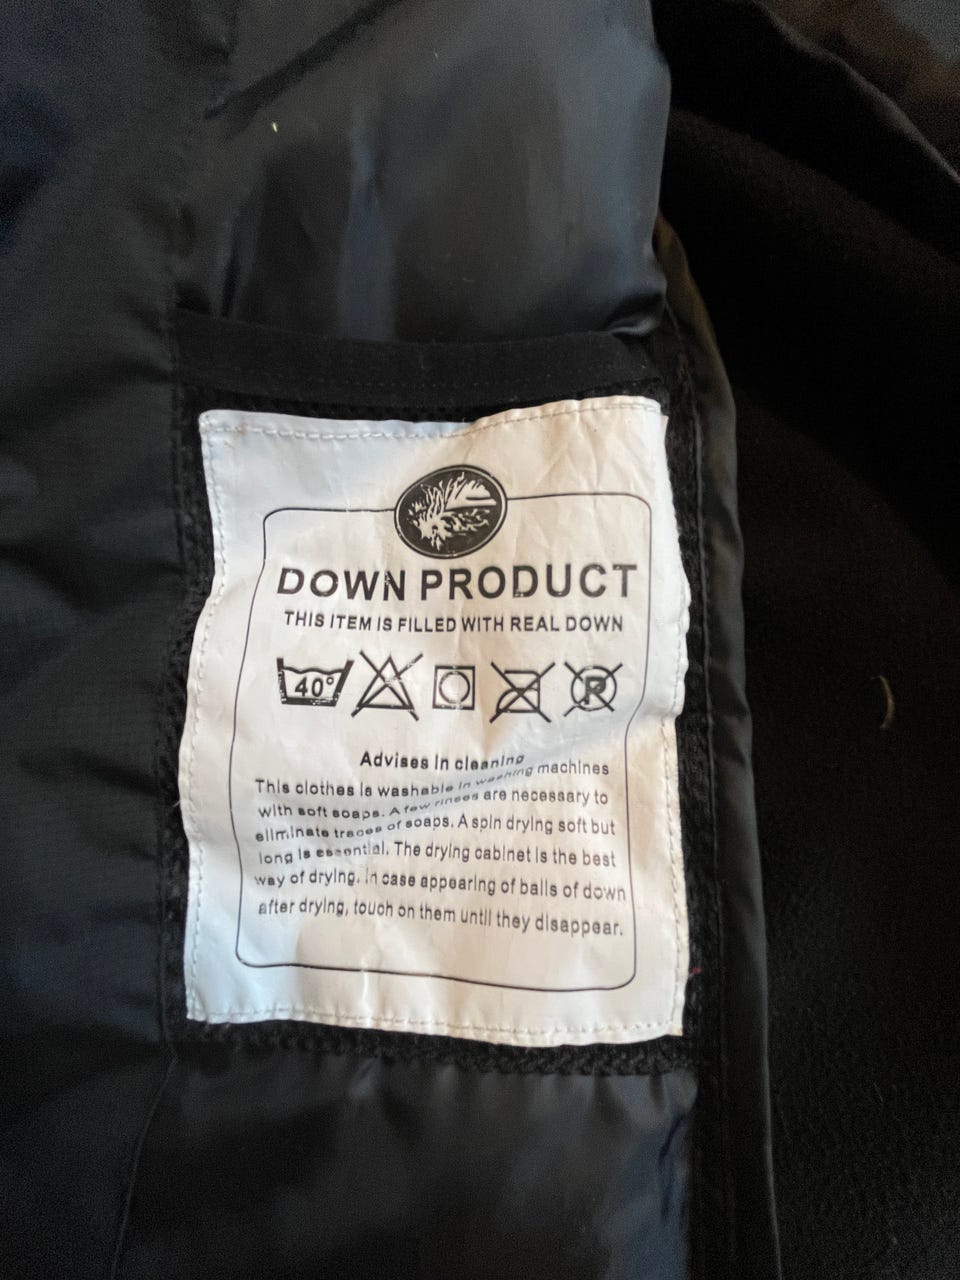 DOWN PRODUCT
THIS ITEM IS FILLED WITH REAL DOWN
40° P
Advises in cleaning
This clothes is washable in washing machines
with soft soaps. A few rinses are necessary to
eliminate traces of soaps. A spin drying soft but
long is essential. The drying cabinet is the best
way of drying. In case appearing of balls of down
after drying, touch on them until they disappear.